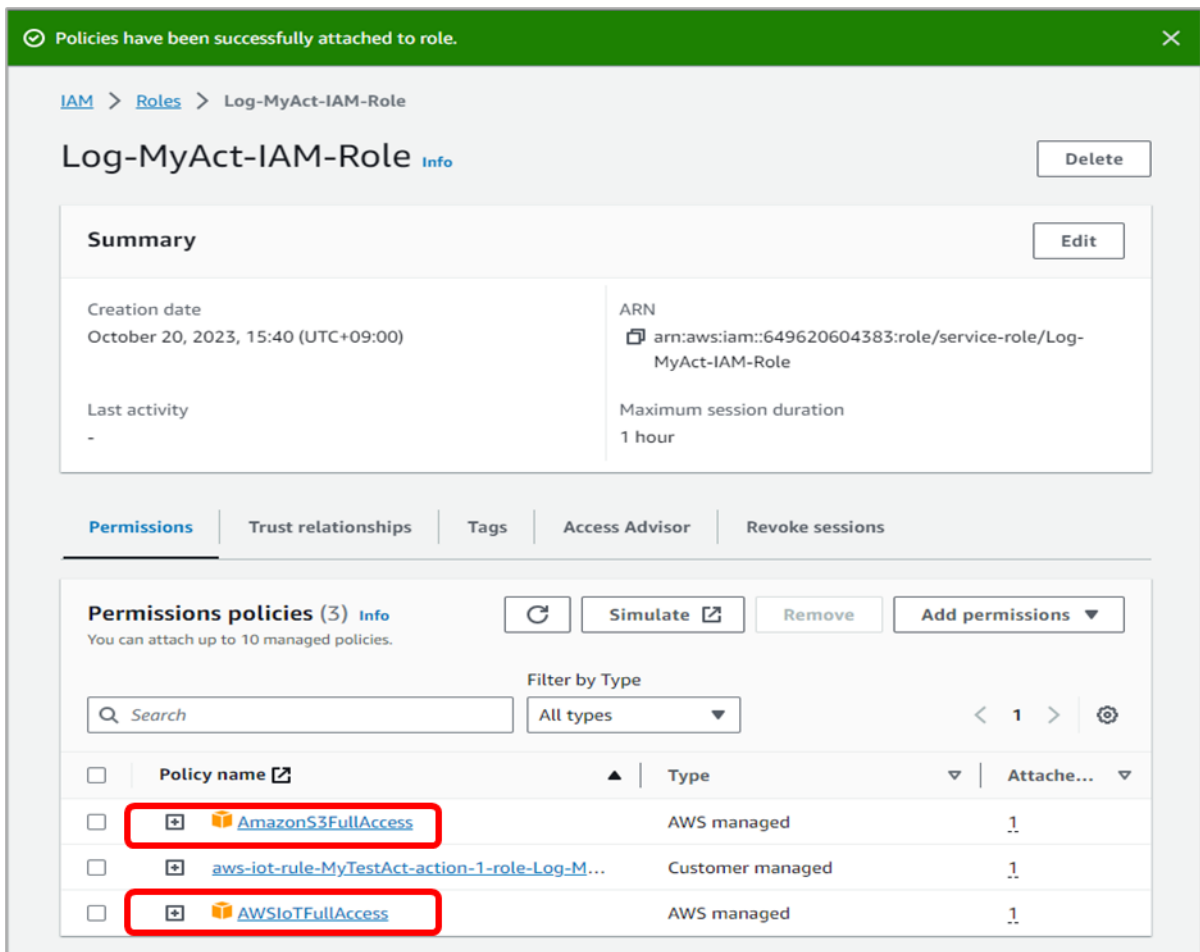 Policies have been successfully attached to role.
IAM > Roles > Log-MyAct-IAM-Role
Log-MyAct-IAM-Role Info
Delete
Summary
Edit
Creation date
October 20, 2023, 15:40 (UTC+09:00)
ARN
arn:aws:iam::649620604383:role/service-role/Log-
MyAct-IAM-Role
Last activity
-
Maximum session duration
1 hour
Permissions Trust relationships Tags Access Advisor Revoke sessions
Permissions policies (3) Info
You can attach up to 10 managed policies.
Simulate Remove Add permissions
Filter by Type
Search All types < 1 >
Policy name Type Attache...
AmazonS3FullAccess AWS managed 1
aws-iot-rule-MyTestAct-action-1-role-Log-M... Customer managed 1
AWSIoTFullAccess AWS managed 1